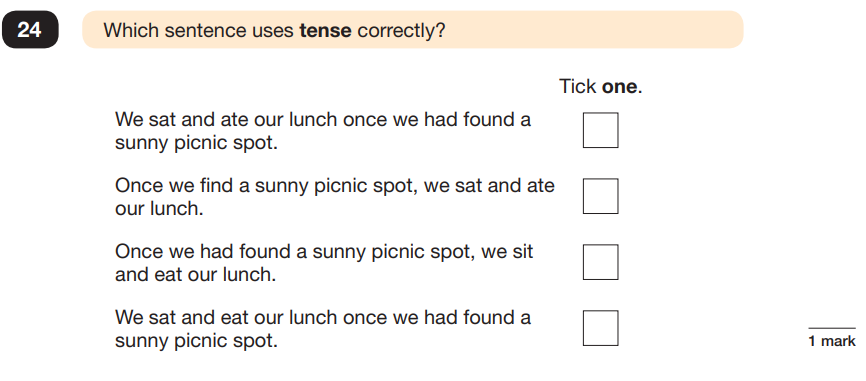 24
Which sentence uses tense correctly?
Tick one.
We sat and ate our lunch once we had found a
sunny picnic spot.
Once we find a sunny picnic spot, we sat and ate
our lunch.
Once we had found a sunny picnic spot, we sit
and eat our lunch.
We sat and eat our lunch once we had found a
sunny picnic spot.
1 mark